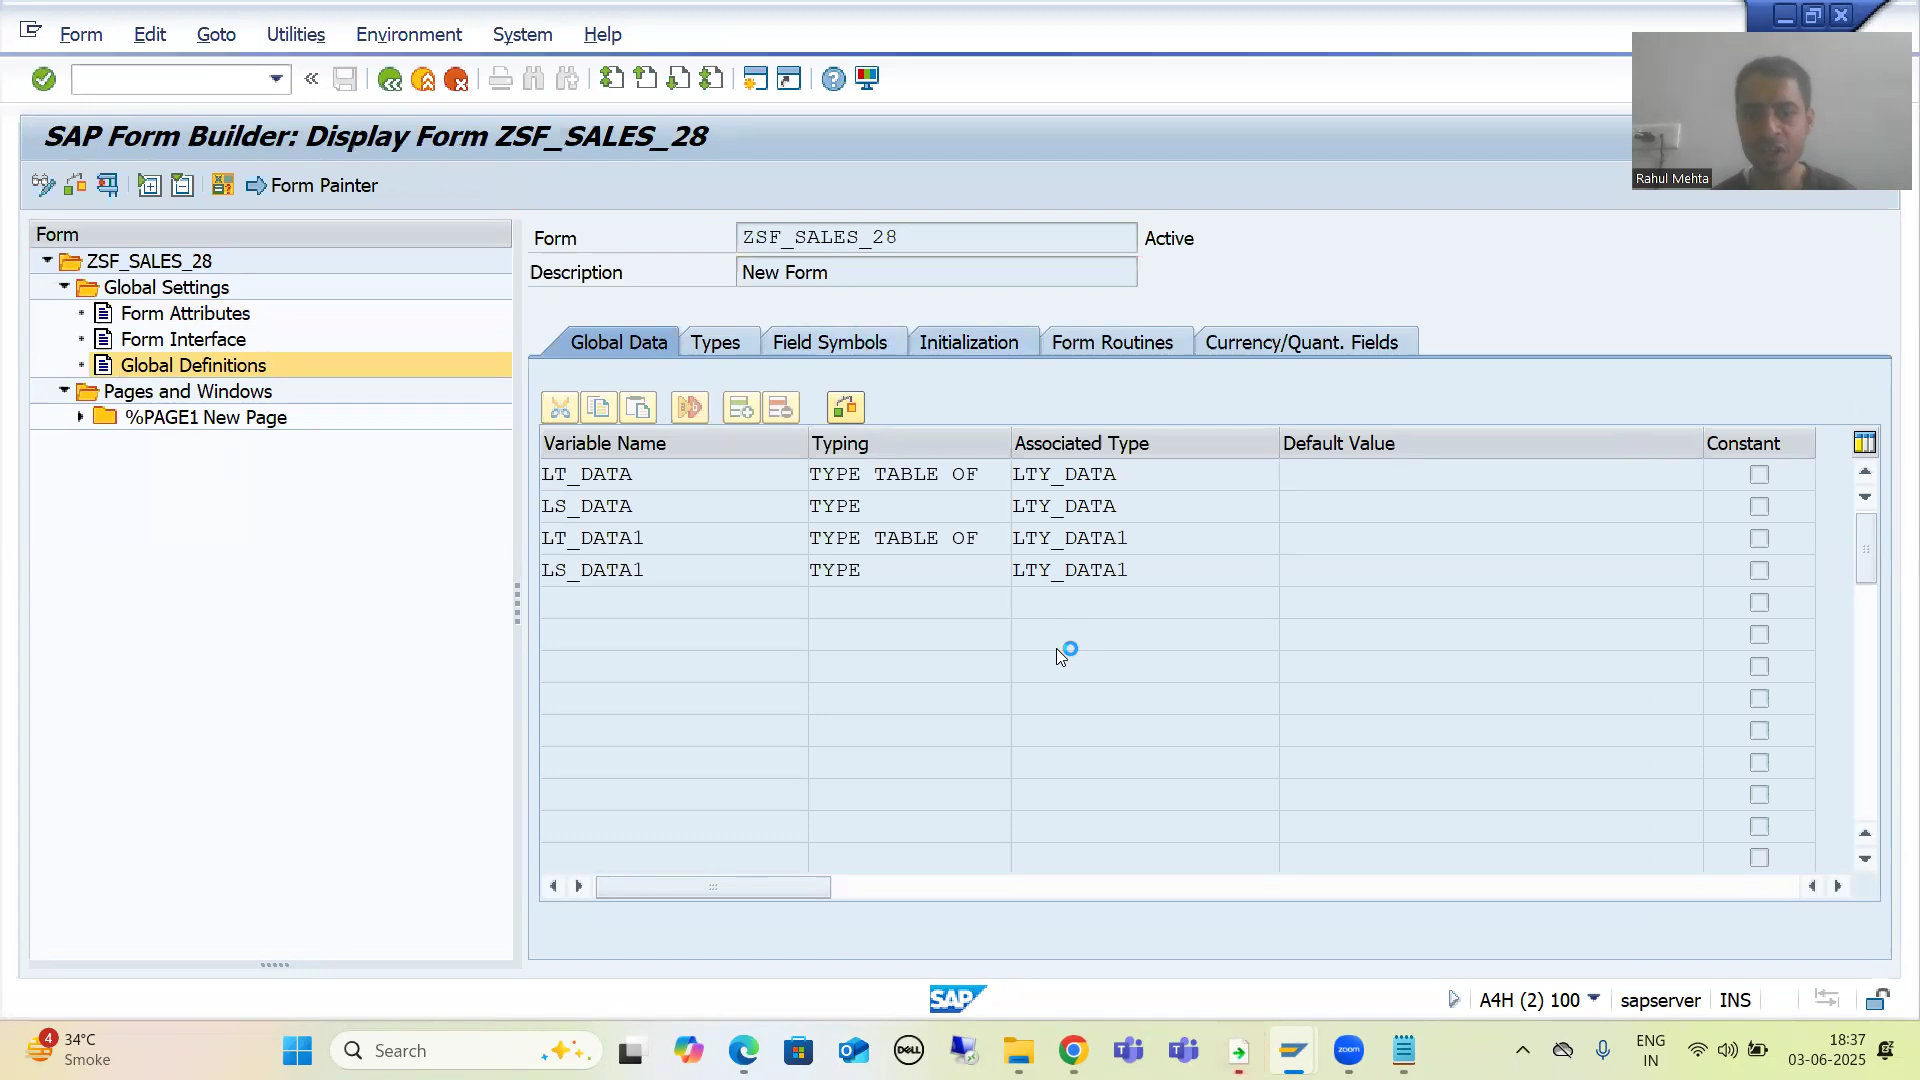 Form Edit Goto Utilities Environment System Help
Rahul Mehta
SAP Form Builder: Display Form ZSF_SALES_28
Form Painter
Form
ZSF_SALES_28
Global Settings
Form Attributes
Form Interface
Global Definitions
Pages and Windows
%PAGE1 New Page
Form ZSF_SALES_28 Active
Description New Form
Global Data Types Field Symbols Initialization Form Routines Currency/Quant. Fields
Variable Name Typing Associated Type Default Value Constant
LT_DATA TYPE TABLE OF LTY_DATA
LS_DATA TYPE LTY_DATA
LT_DATA1 TYPE TABLE OF LTY_DATA1
LS_DATA1 TYPE LTY_DATA1
SAP
A4H (2) 100 sapserver INS
4
34°C
Smoke
Search
DELL
zoom
ENG
IN
18:37
03-06-2025